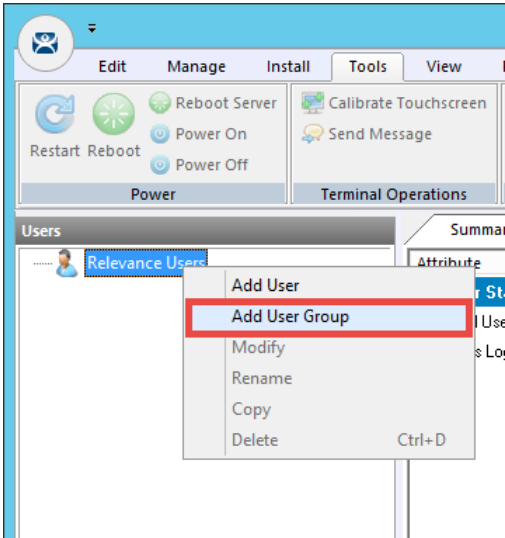 Edit Manage Install Tools View
Restart Reboot Reboot Server
Power On
Power Off
Calibrate Touchscreen
Send Message
Power Terminal Operations
Users
Relevance Users
Attribute
Add User
Add User Group
Modify
Rename
Copy
Delete Ctrl+D